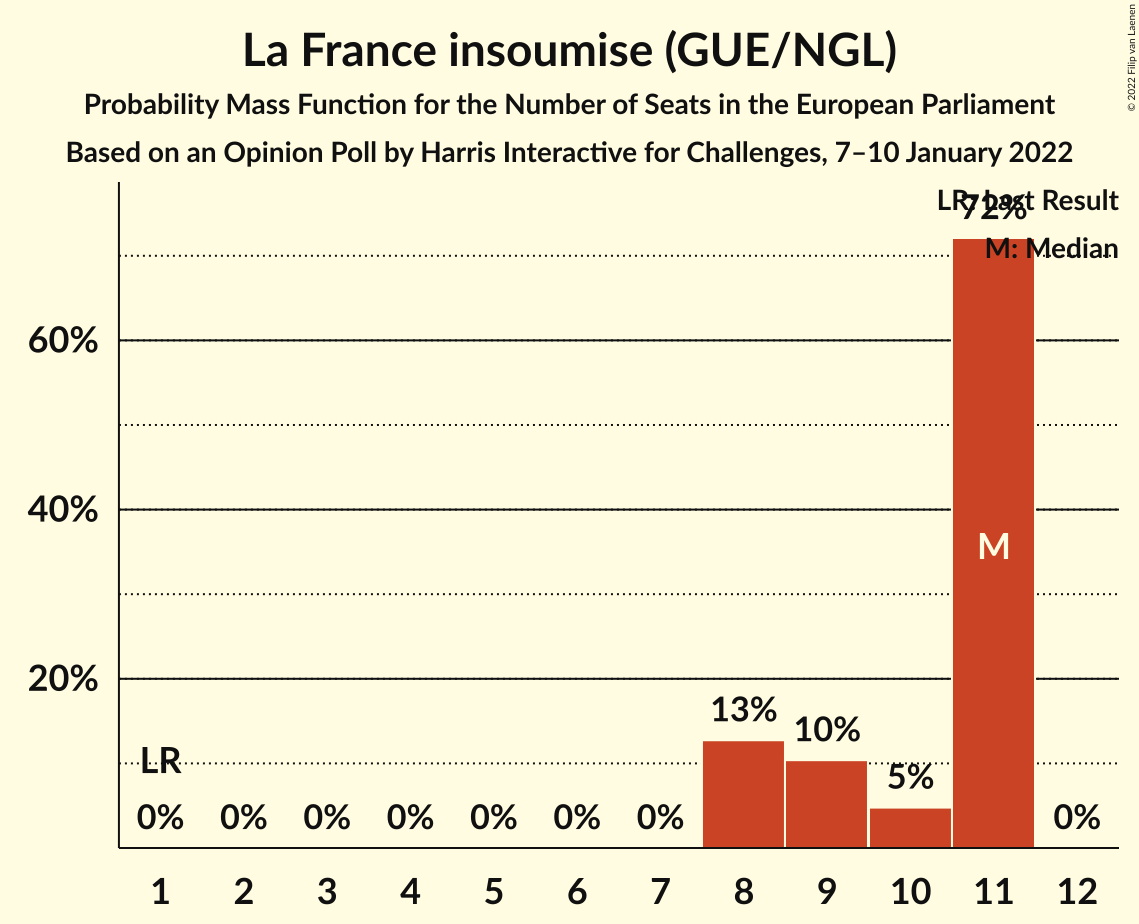 La France insoumise (GUE/NGL)
Probability Mass Function for the Number of Seats in the European Parliament
Based on an Opinion Poll by Harris Interactive for Challenges, 7–10 January 2022
© 2022 Filip van Laenen
LR: Last Result
72%
M: Median
60%
40%
M
20%
13%
10%
LR
5%
0% 0% 0% 0% 0% 0% 0% 0%
1 2 3 4 5 6 7 8 9 10 11 12